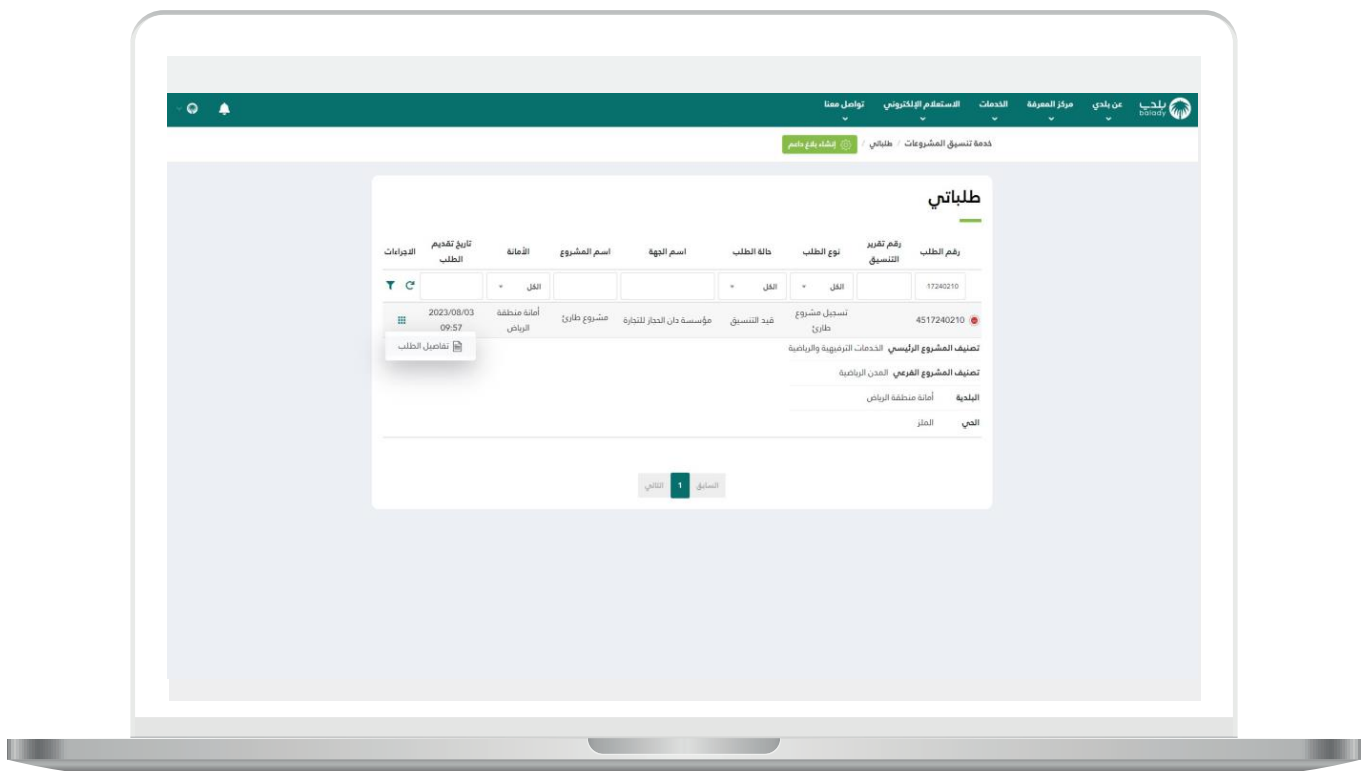 بلدي
balady
عن بلدي
مركز المعرفة
الخدمات
الاستعلام الإلكتروني
تواصل معنا
خدمة تنسيق المشروعات / طلباتي / إنشاء بلاغ داعم
طلباتي
رقم الطلب
رقم تقرير التنسيق
نوع الطلب
حالة الطلب
اسم الجهة
اسم المشروع
الأمانة
تاريخ تقديم الطلب
الاجراءات
17240210
الكل
الكل
الكل
4517240210
تسجيل مشروع طارئ
قيد التنسيق
مؤسسة دان الحجاز للتجارة
مشروع طارئ
أمانة منطقة الرياض
2023/08/03 09:57
تفاصيل الطلب
تصنيف المشروع الرئيسي الخدمات الترفيهية والرياضية
تصنيف المشروع الفرعي المدن الرياضية
البلدية أمانة منطقة الرياض
الحي الملز
السابق 1 التالي